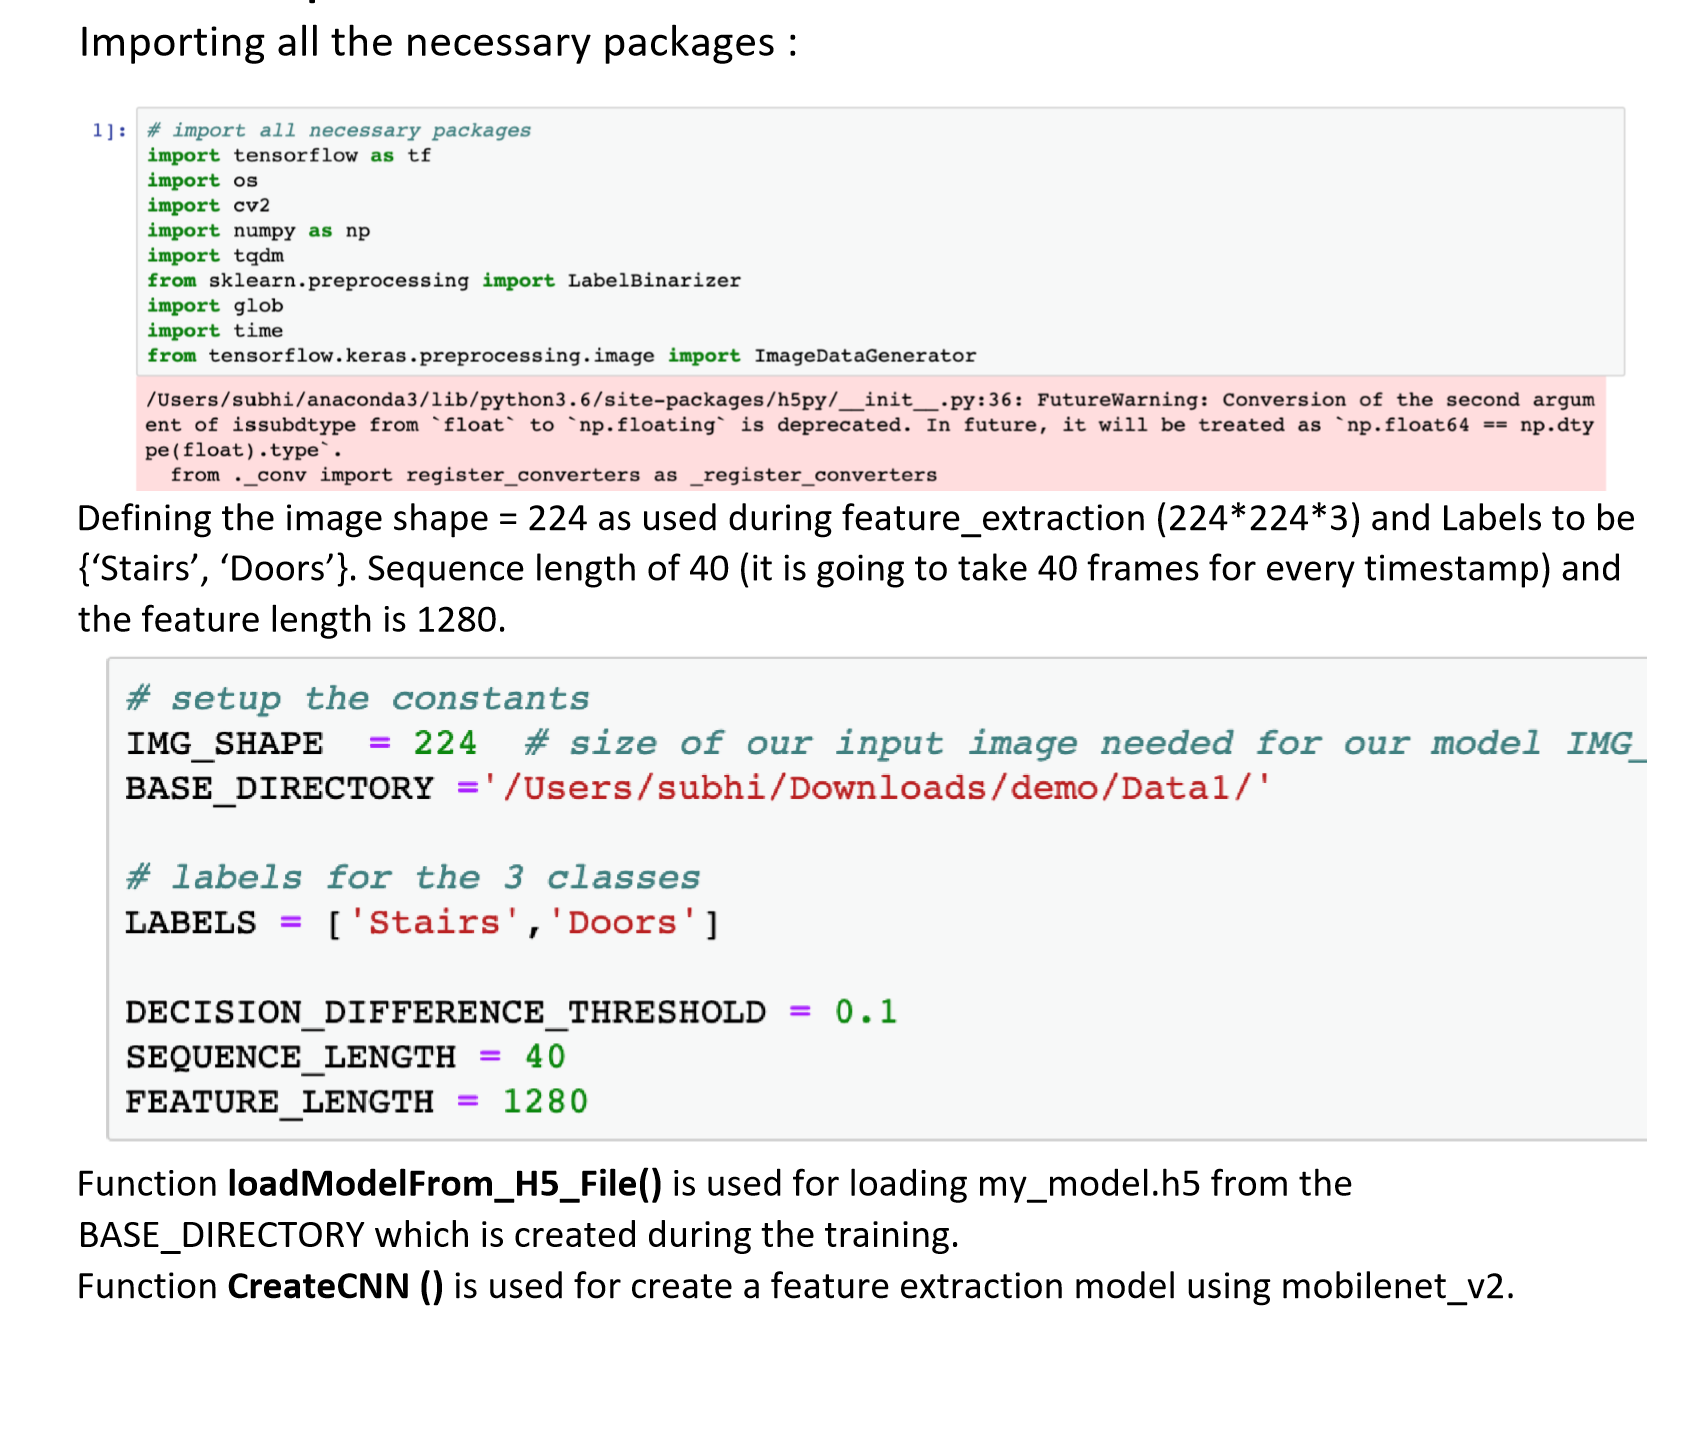 Importing all the necessary packages :
1]: # import all necessary packages
import tensorflow as tf
import os
import cv2
import numpy as np
import tqdm
from sklearn.preprocessing import LabelBinarizer
import glob
import time
from tensorflow.keras.preprocessing.image import ImageDataGenerator
/Users/subhi/anaconda3/lib/python3.6/site-packages/h5py/__init__.py:36: FutureWarning: Conversion of the second argum
ent of issubdtype from `float` to `np.floating` is deprecated. In future, it will be treated as `np.float64 == np.dty
pe(float).type`.
  from ._conv import register_converters as _register_converters
Defining the image shape = 224 as used during feature_extraction (224*224*3) and Labels to be
{‘Stairs’, ‘Doors’}. Sequence length of 40 (it is going to take 40 frames for every timestamp) and
the feature length is 1280.
# setup the constants
IMG_SHAPE  = 224  # size of our input image needed for our model IMG_
BASE_DIRECTORY ='/Users/subhi/Downloads/demo/Data1/'
# labels for the 3 classes
LABELS = ['Stairs','Doors']
DECISION_DIFFERENCE_THRESHOLD = 0.1
SEQUENCE_LENGTH = 40
FEATURE_LENGTH = 1280
Function loadModelFrom_H5_File() is used for loading my_model.h5 from the
BASE_DIRECTORY which is created during the training.
Function CreateCNN () is used for create a feature extraction model using mobilenet_v2.